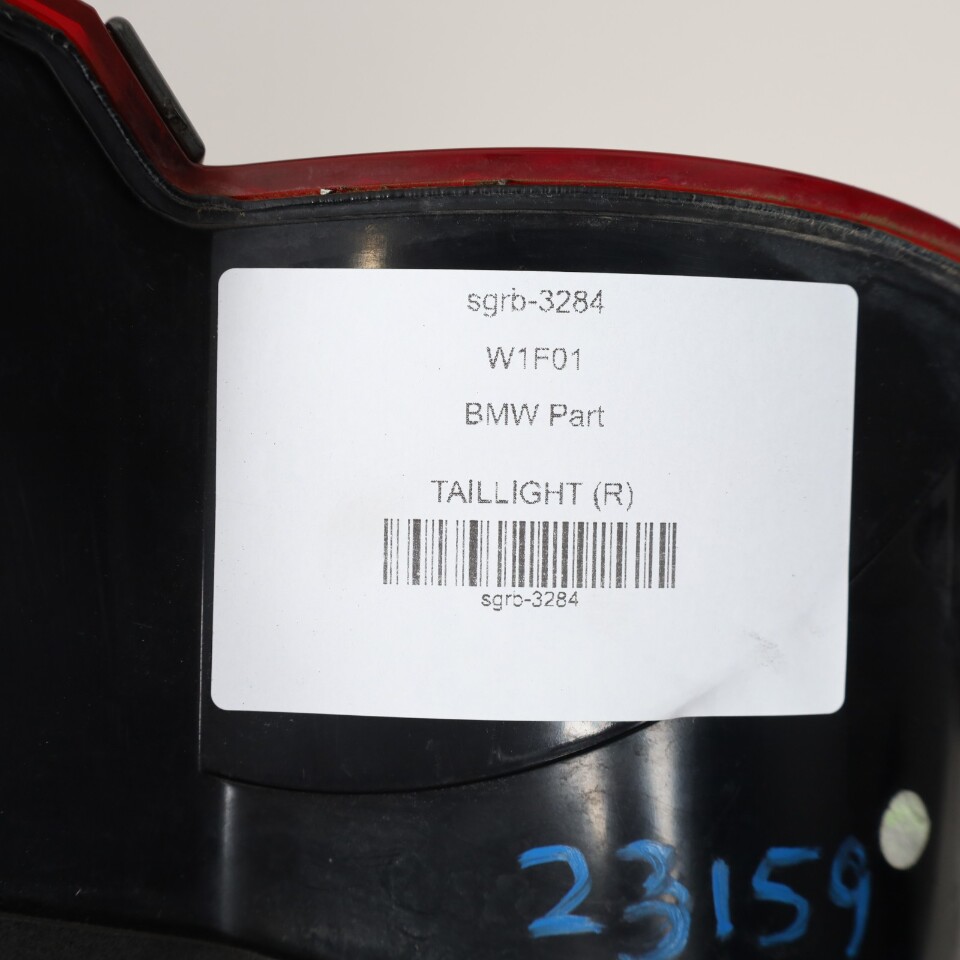 sgrb-3284
W1F01
BMW Part
TAILLIGHT (R)
sgrb-3284
23159